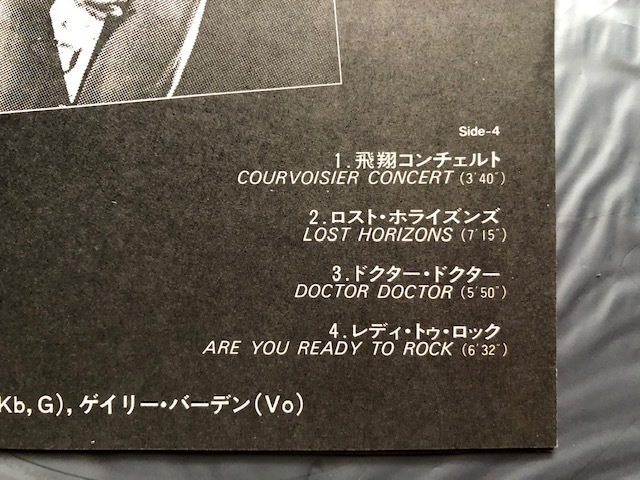 Side-4
1.飛翔コンチェルト
COURVOISIER CONCERT (3′40″)
2.ロスト・ホライズンズ
LOST HORIZONS (7′15″)
3.ドクター・ドクター
DOCTOR DOCTOR (5′50″)
4.レディ・トゥ・ロック
ARE YOU READY TO ROCK (6′32″)
Kb,G),ゲイリー・バーデン(Vo)